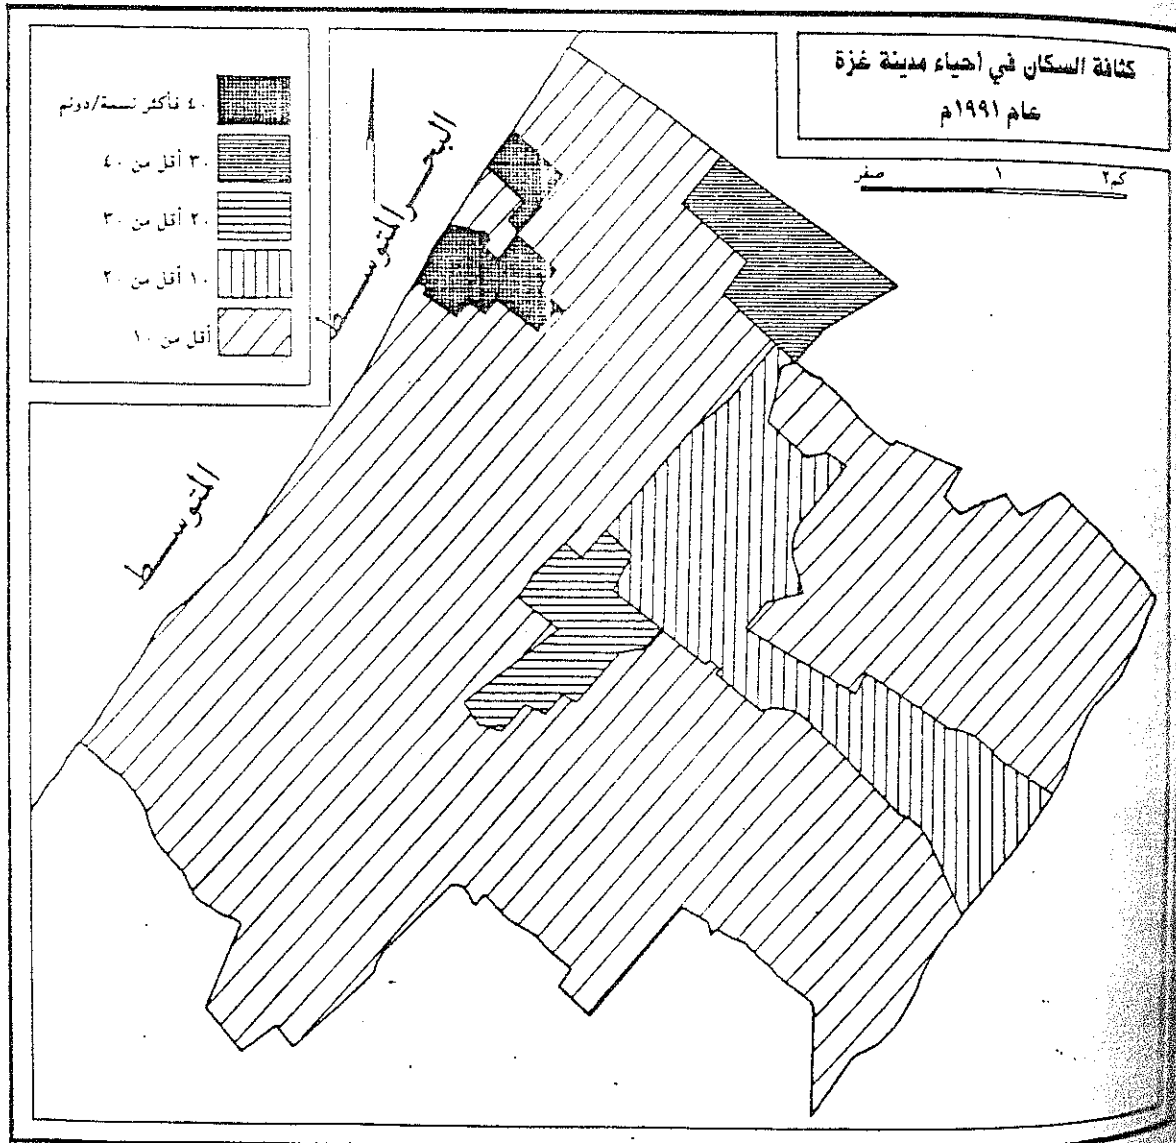 كثافة السكان في أحياء مدينة غزة
عام ١٩٩١م
صفر ١ ٢كم
٤٠ فأكثر نسمة/دونم
٣٠ أقل من ٤٠
٢٠ أقل من ٣٠
١٠ أقل من ٢٠
أقل من ١٠
البحر المتوسط
المتوسط